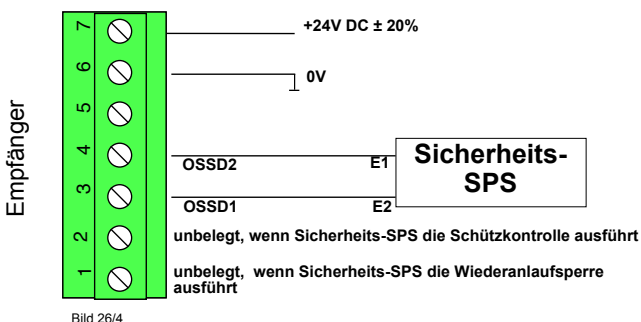 Empfänger
7
+24V DC ± 20%
6
0V
5
4
OSSD2
E1
Sicherheits-
SPS
3
OSSD1
E2
2
unbelegt, wenn Sicherheits-SPS die Schützkontrolle ausführt
1
unbelegt, wenn Sicherheits-SPS die Wiederanlaufsperre
ausführt
Bild 26/4